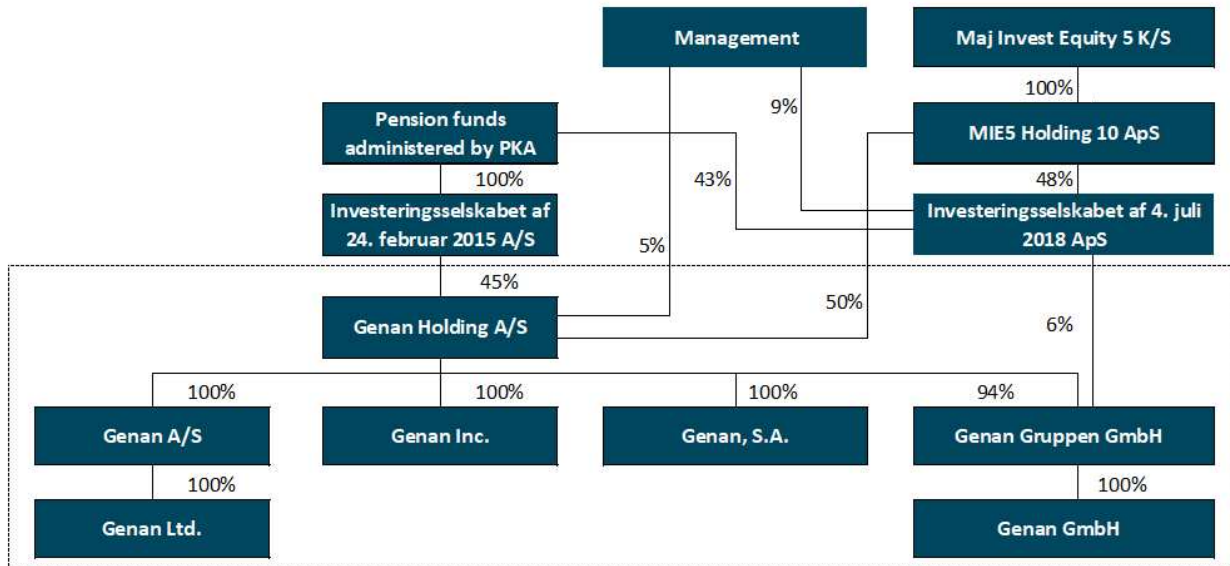 Management
Maj Invest Equity 5 K/S
100%
9%
Pension funds
administered by PKA
MIE5 Holding 10 ApS
100%
43%
48%
Investeringsselskabet af
24. februar 2015 A/S
Investeringsselskabet af 4. juli
2018 ApS
5%
45%
50%
6%
Genan Holding A/S
100%
100%
100%
94%
Genan A/S
Genan Inc.
Genan, S.A.
Genan Gruppen GmbH
100%
100%
Genan Ltd.
Genan GmbH